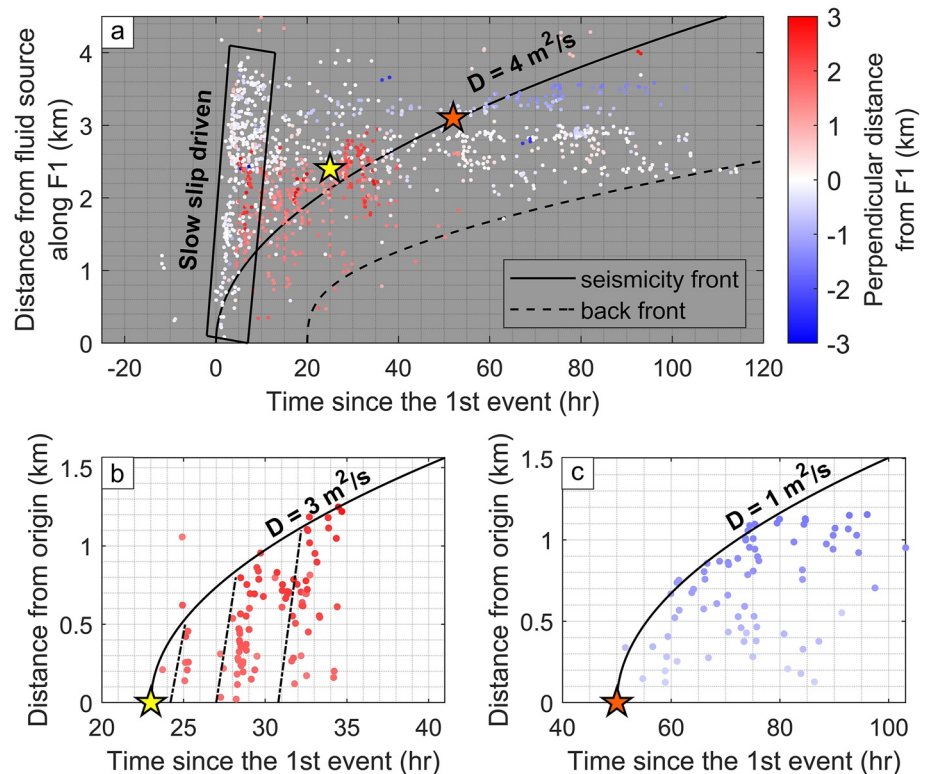 a
4
3
2
1
0
Distance from fluid source
along F1 (km)
Slow slip driven
D = 4 m²/s
seismicity front
back front
-20
0
20
40
60
80
100
120
Time since the 1st event (hr)
3
2
1
0
-1
-2
-3
Perpendicular distance
from F1 (km)
b
1.5
1
0.5
0
Distance from origin (km)
D = 3 m²/s
20
25
30
35
40
Time since the 1st event (hr)
c
1.5
1
0.5
0
Distance from origin (km)
D = 1 m²/s
40
60
80
100
Time since the 1st event (hr)